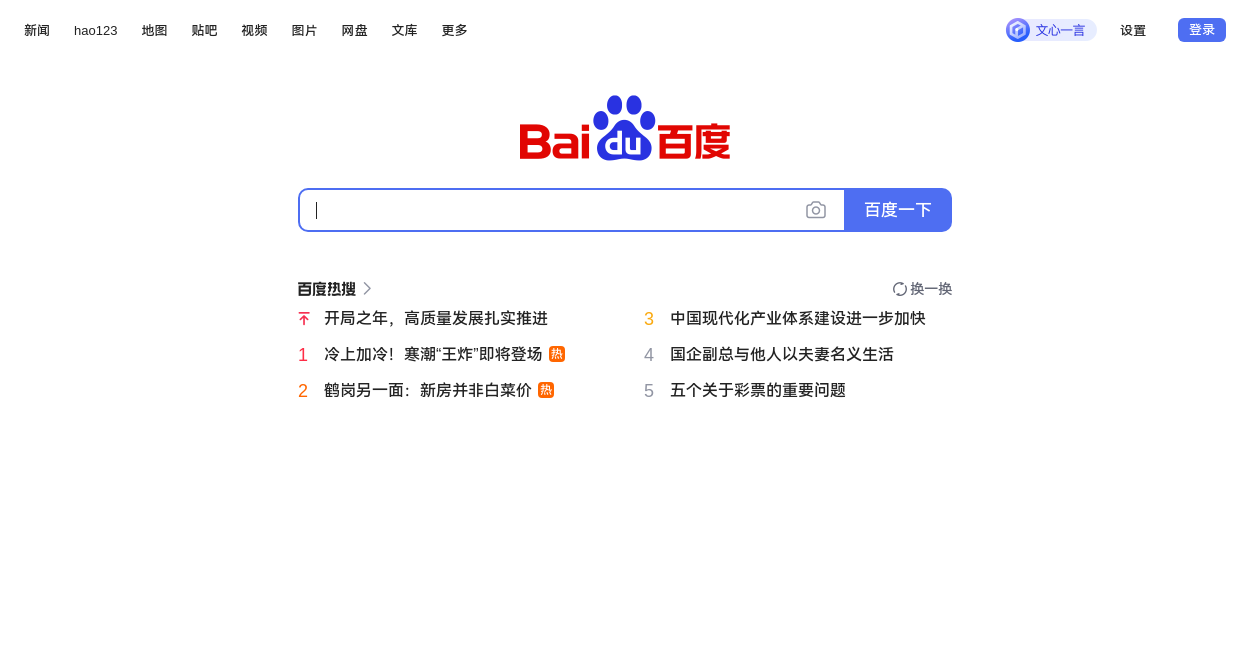 新闻 hao123 地图 贴吧 视频 图片 网盘 文库 更多 文心一言 设置 登录
Bai du 百度
百度一下
百度热搜 换一换
开局之年，高质量发展扎实推进
1 冷上加冷！寒潮“王炸”即将登场 热
2 鹤岗另一面：新房并非白菜价 热
3 中国现代化产业体系建设进一步加快
4 国企副总与他人以夫妻名义生活
5 五个关于彩票的重要问题